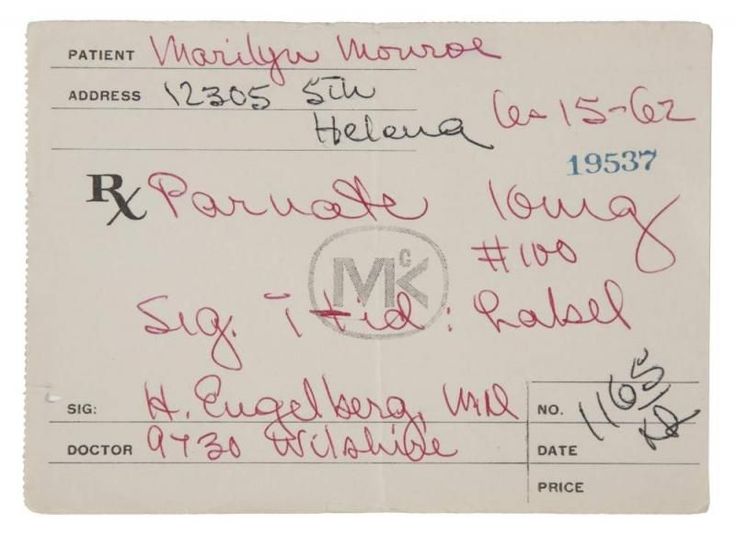 PATIENT Marilyn Monroe
ADDRESS 12305 5th
Helena 6-15-62
19537
Rx Parnate 10mg
#100
McK
Sig. i tid: Label
SIG: H. Engelberg, MD
DOCTOR 9730 Wilshire
NO. 1165
DATE
PRICE